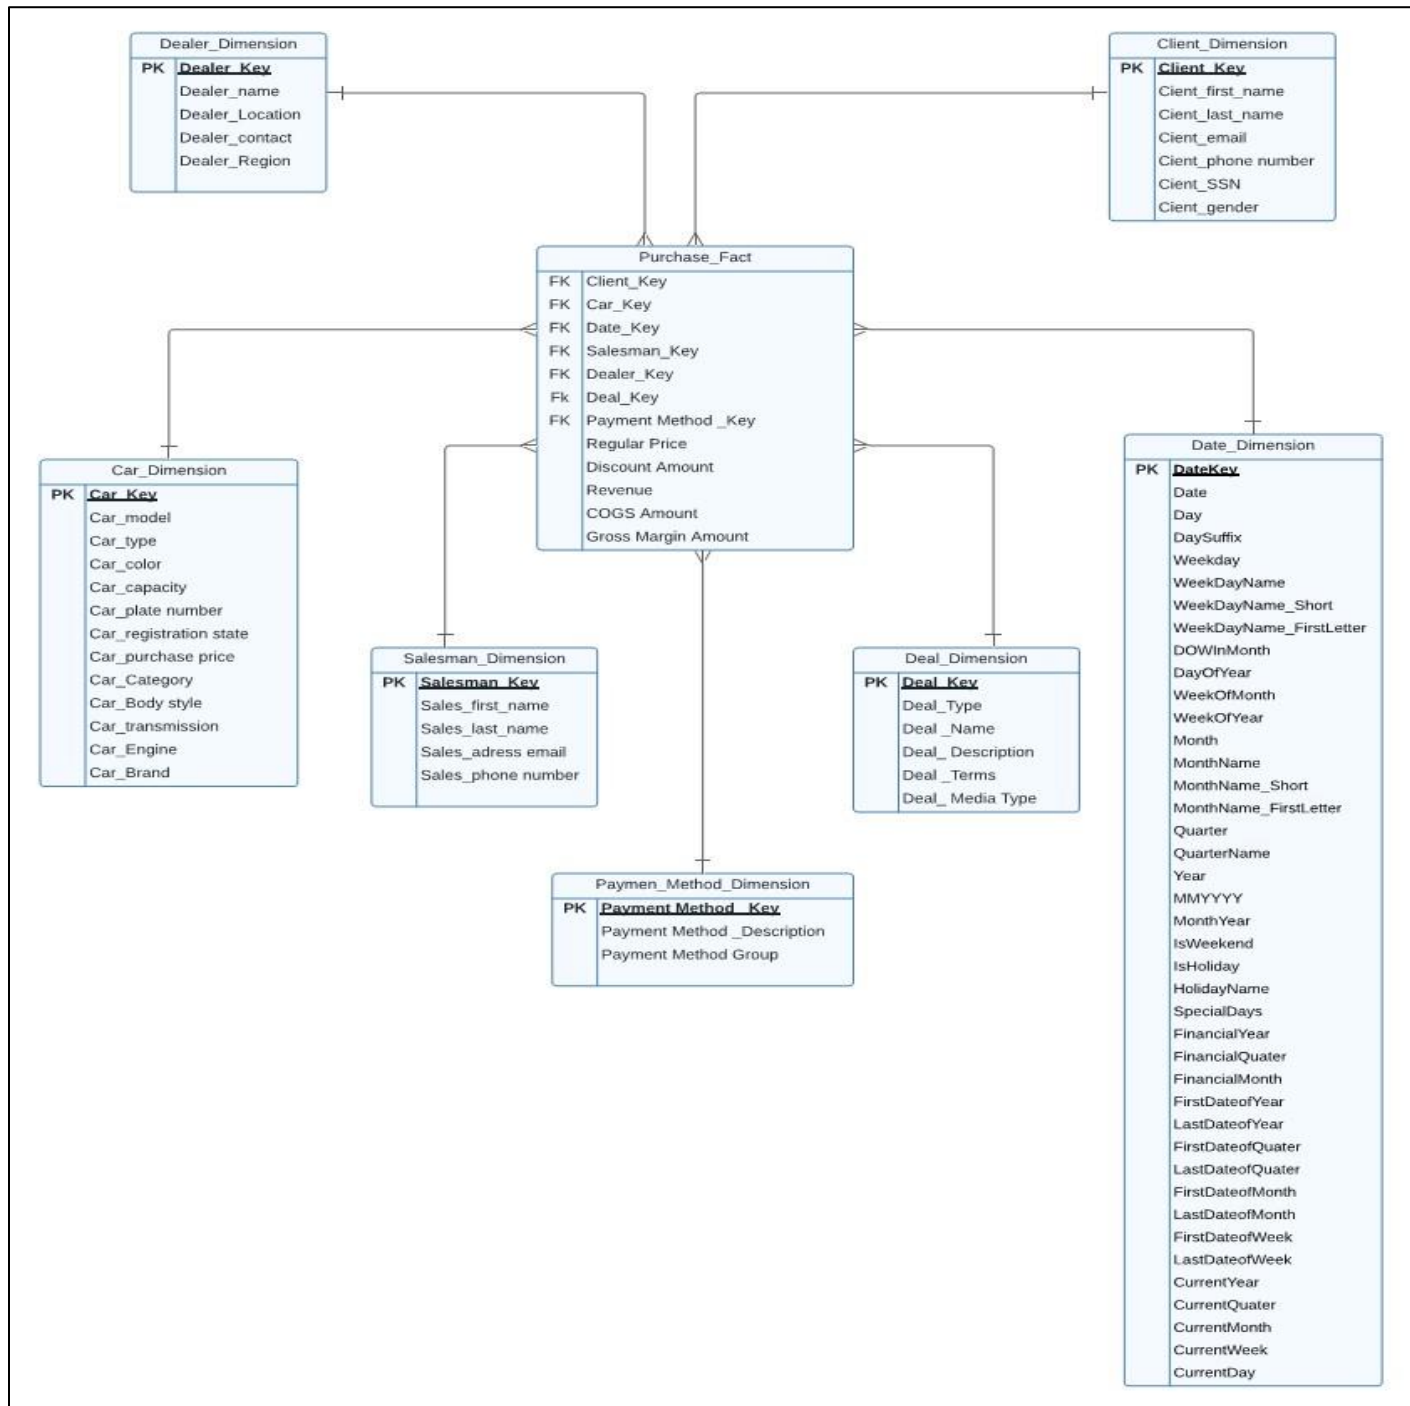 Dealer_Dimension
PK Dealer_Key
Dealer_name
Dealer_Location
Dealer_contact
Dealer_Region
Client_Dimension
PK Client_Key
Cient_first_name
Cient_last_name
Cient_email
Cient_phone number
Cient_SSN
Cient_gender
Purchase_Fact
FK Client_Key
FK Car_Key
FK Date_Key
FK Salesman_Key
FK Dealer_Key
Fk Deal_Key
FK Payment Method _Key
Regular Price
Discount Amount
Revenue
COGS Amount
Gross Margin Amount
Car_Dimension
PK Car_Key
Car_model
Car_type
Car_color
Car_capacity
Car_plate number
Car_registration state
Car_purchase price
Car_Category
Car_Body style
Car_transmission
Car_Engine
Car_Brand
Salesman_Dimension
PK Salesman_Key
Sales_first_name
Sales_last_name
Sales_adress email
Sales_phone number
Deal_Dimension
PK Deal_Key
Deal_Type
Deal _Name
Deal_ Description
Deal _Terms
Deal_ Media Type
Paymen_Method_Dimension
PK Payment Method _Key
Payment Method _Description
Payment Method Group
Date_Dimension
PK DateKey
Date
Day
DaySuffix
Weekday
WeekDayName
WeekDayName_Short
WeekDayName_FirstLetter
DOWInMonth
DayOfYear
WeekOfMonth
WeekOfYear
Month
MonthName
MonthName_Short
MonthName_FirstLetter
Quarter
QuarterName
Year
MMYYYY
MonthYear
IsWeekend
IsHoliday
HolidayName
SpecialDays
FinancialYear
FinancialQuater
FinancialMonth
FirstDateofYear
LastDateofYear
FirstDateofQuater
LastDateofQuater
FirstDateofMonth
LastDateofMonth
FirstDateofWeek
LastDateofWeek
CurrentYear
CurrentQuater
CurrentMonth
CurrentWeek
CurrentDay